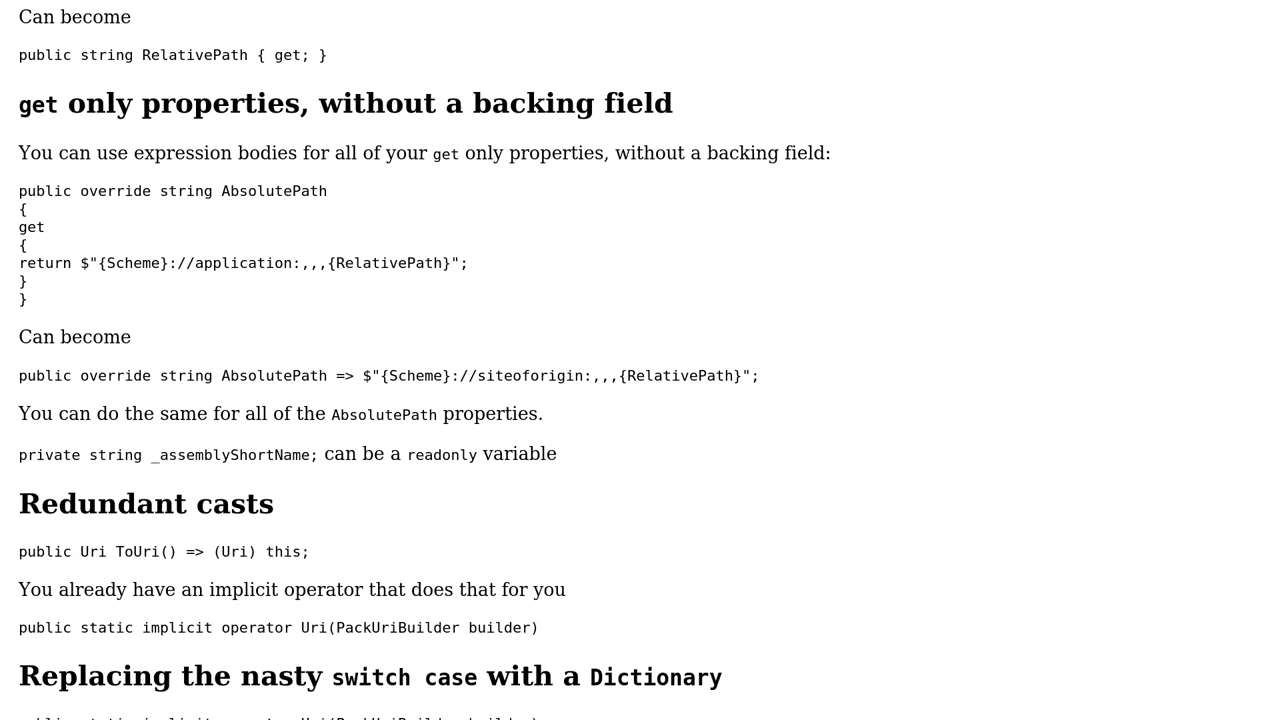 Can become
public string RelativePath { get; }
get only properties, without a backing field
You can use expression bodies for all of your get only properties, without a backing field:
public override string AbsolutePath
{
get
{
return $"{Scheme}://application:,,,{RelativePath}";
}
}
Can become
public override string AbsolutePath => $"{Scheme}://siteoforigin:,,,{RelativePath}";
You can do the same for all of the AbsolutePath properties.
private string _assemblyShortName; can be a readonly variable
Redundant casts
public Uri ToUri() => (Uri) this;
You already have an implicit operator that does that for you
public static implicit operator Uri(PackUriBuilder builder)
Replacing the nasty switch case with a Dictionary